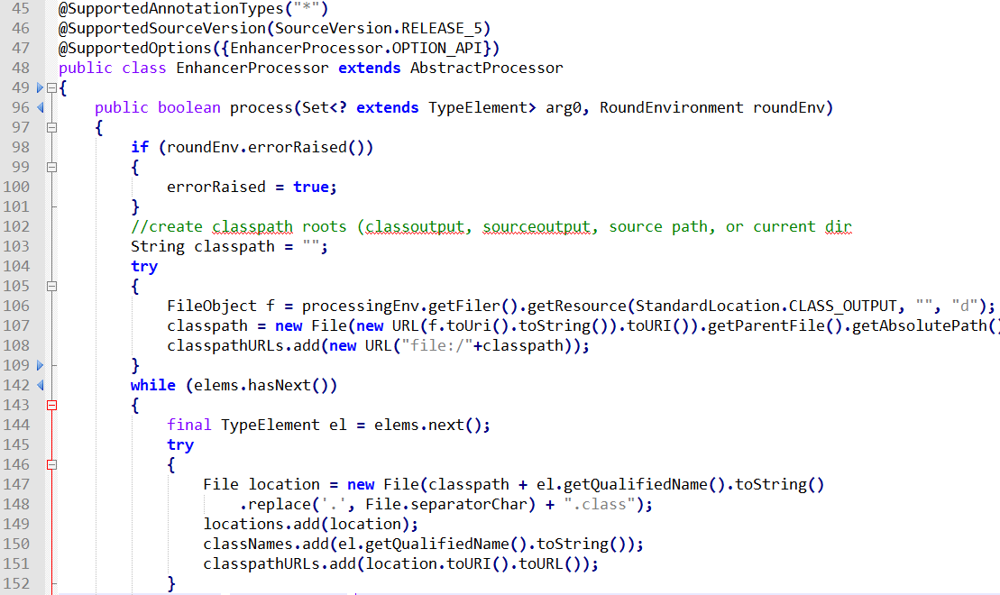 45 @SupportedAnnotationTypes("*")
46 @SupportedSourceVersion(SourceVersion.RELEASE_5)
47 @SupportedOptions({EnhancerProcessor.OPTION_API})
48 public class EnhancerProcessor extends AbstractProcessor
49 {
96 public boolean process(Set<? extends TypeElement> arg0, RoundEnvironment roundEnv)
97 {
98 if (roundEnv.errorRaised())
99 {
100 errorRaised = true;
101 }
102 //create classpath roots (classoutput, sourceoutput, source path, or current dir
103 String classpath = "";
104 try
105 {
106 FileObject f = processingEnv.getFiler().getResource(StandardLocation.CLASS_OUTPUT, "", "d");
107 classpath = new File(new URL(f.toUri().toString()).toURI()).getParentFile().getAbsolutePath()
108 classpathURLs.add(new URL("file:/"+classpath));
109 }
142 while (elems.hasNext())
143 {
144 final TypeElement el = elems.next();
145 try
146 {
147 File location = new File(classpath + el.getQualifiedName().toString()
148 .replace('.', File.separatorChar) + ".class");
149 locations.add(location);
150 classNames.add(el.getQualifiedName().toString());
151 classpathURLs.add(location.toURI().toURL());
152 }